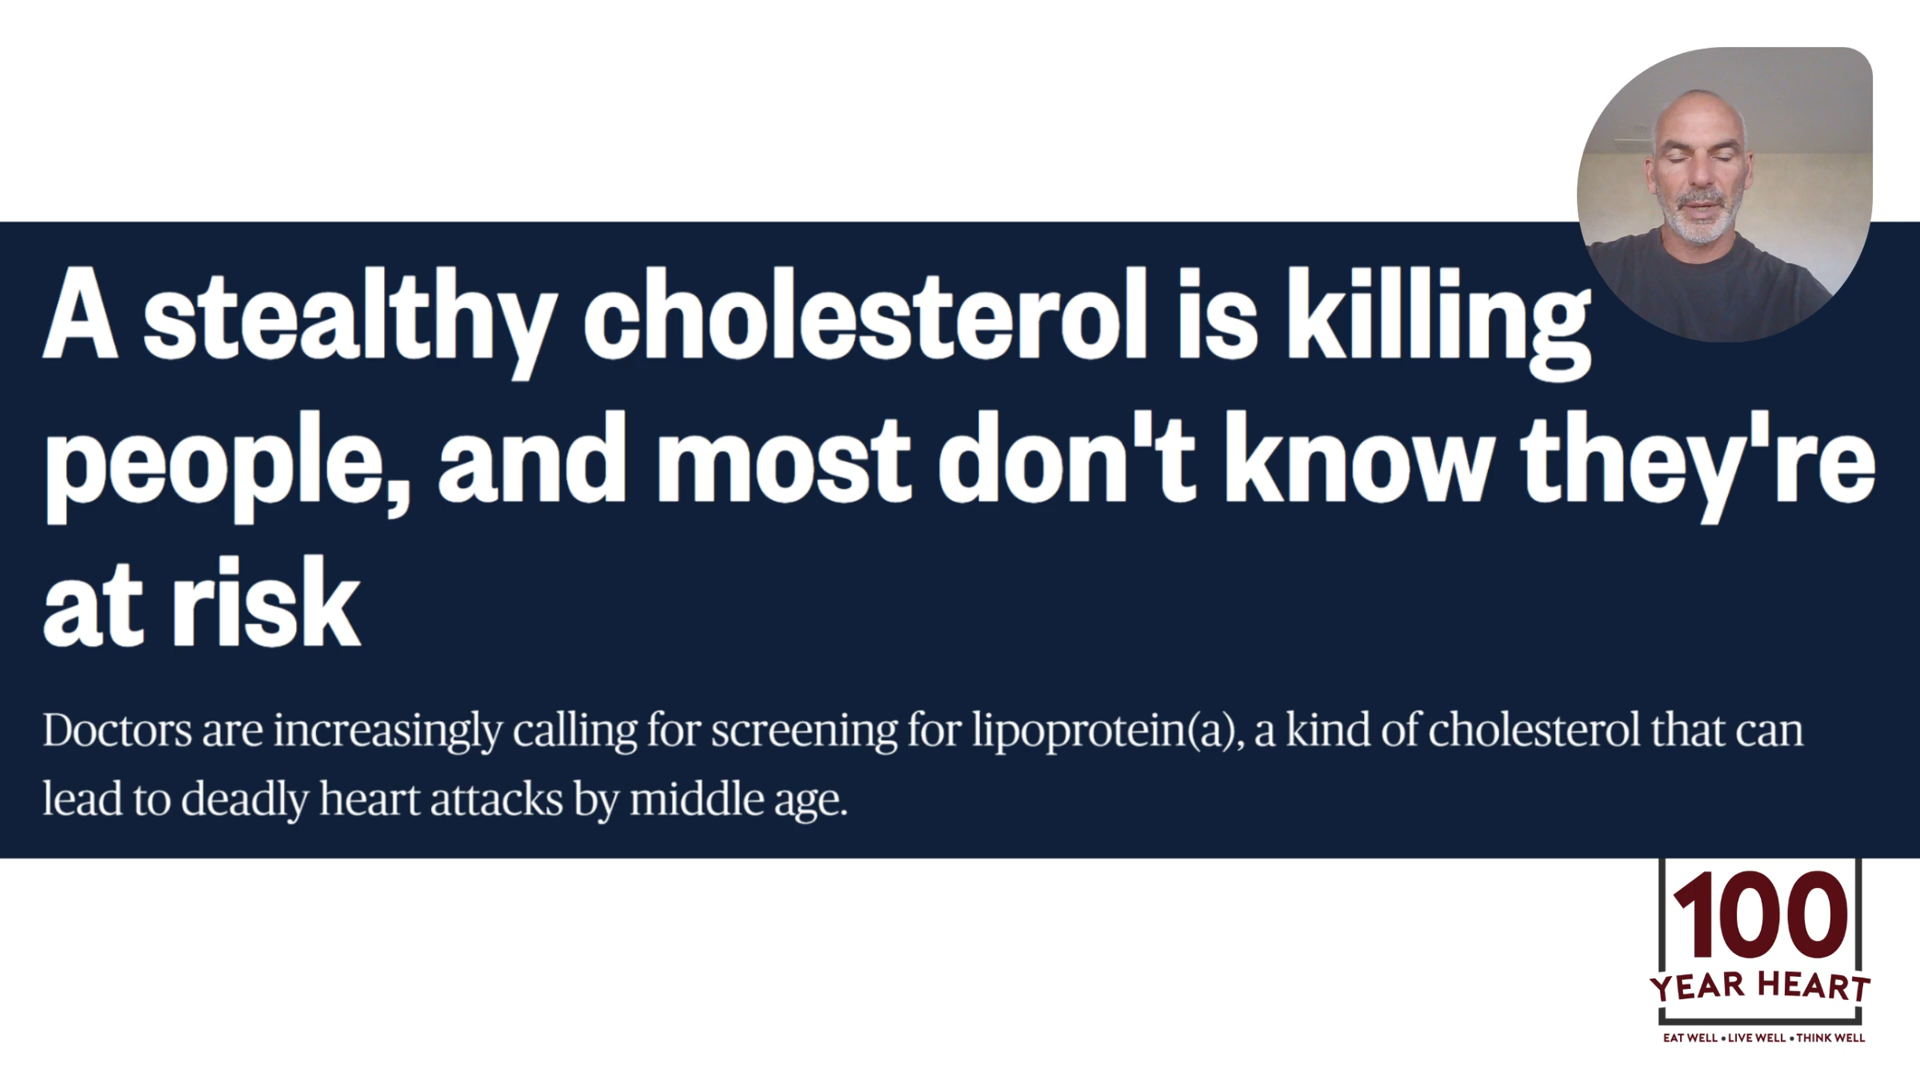 A stealthy cholesterol is killing
people, and most don't know they're
at risk
Doctors are increasingly calling for screening for lipoprotein(a), a kind of cholesterol that can
lead to deadly heart attacks by middle age.
100
YEAR HEART
EAT WELL • LIVE WELL • THINK WELL